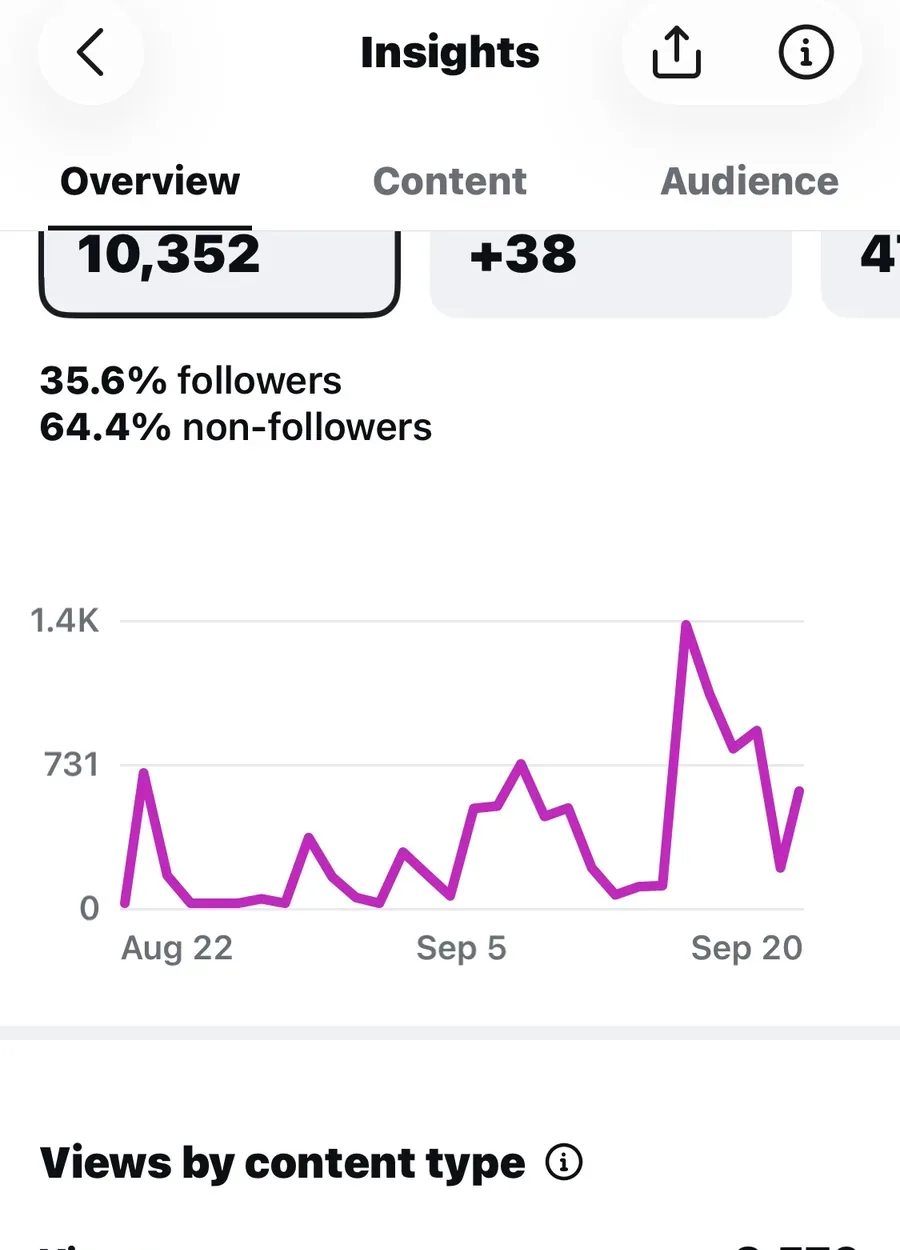 Insights
Overview Content Audience
10,352 +38
35.6% followers
64.4% non-followers
1.4K
731
0
Aug 22 Sep 5 Sep 20
Views by content type